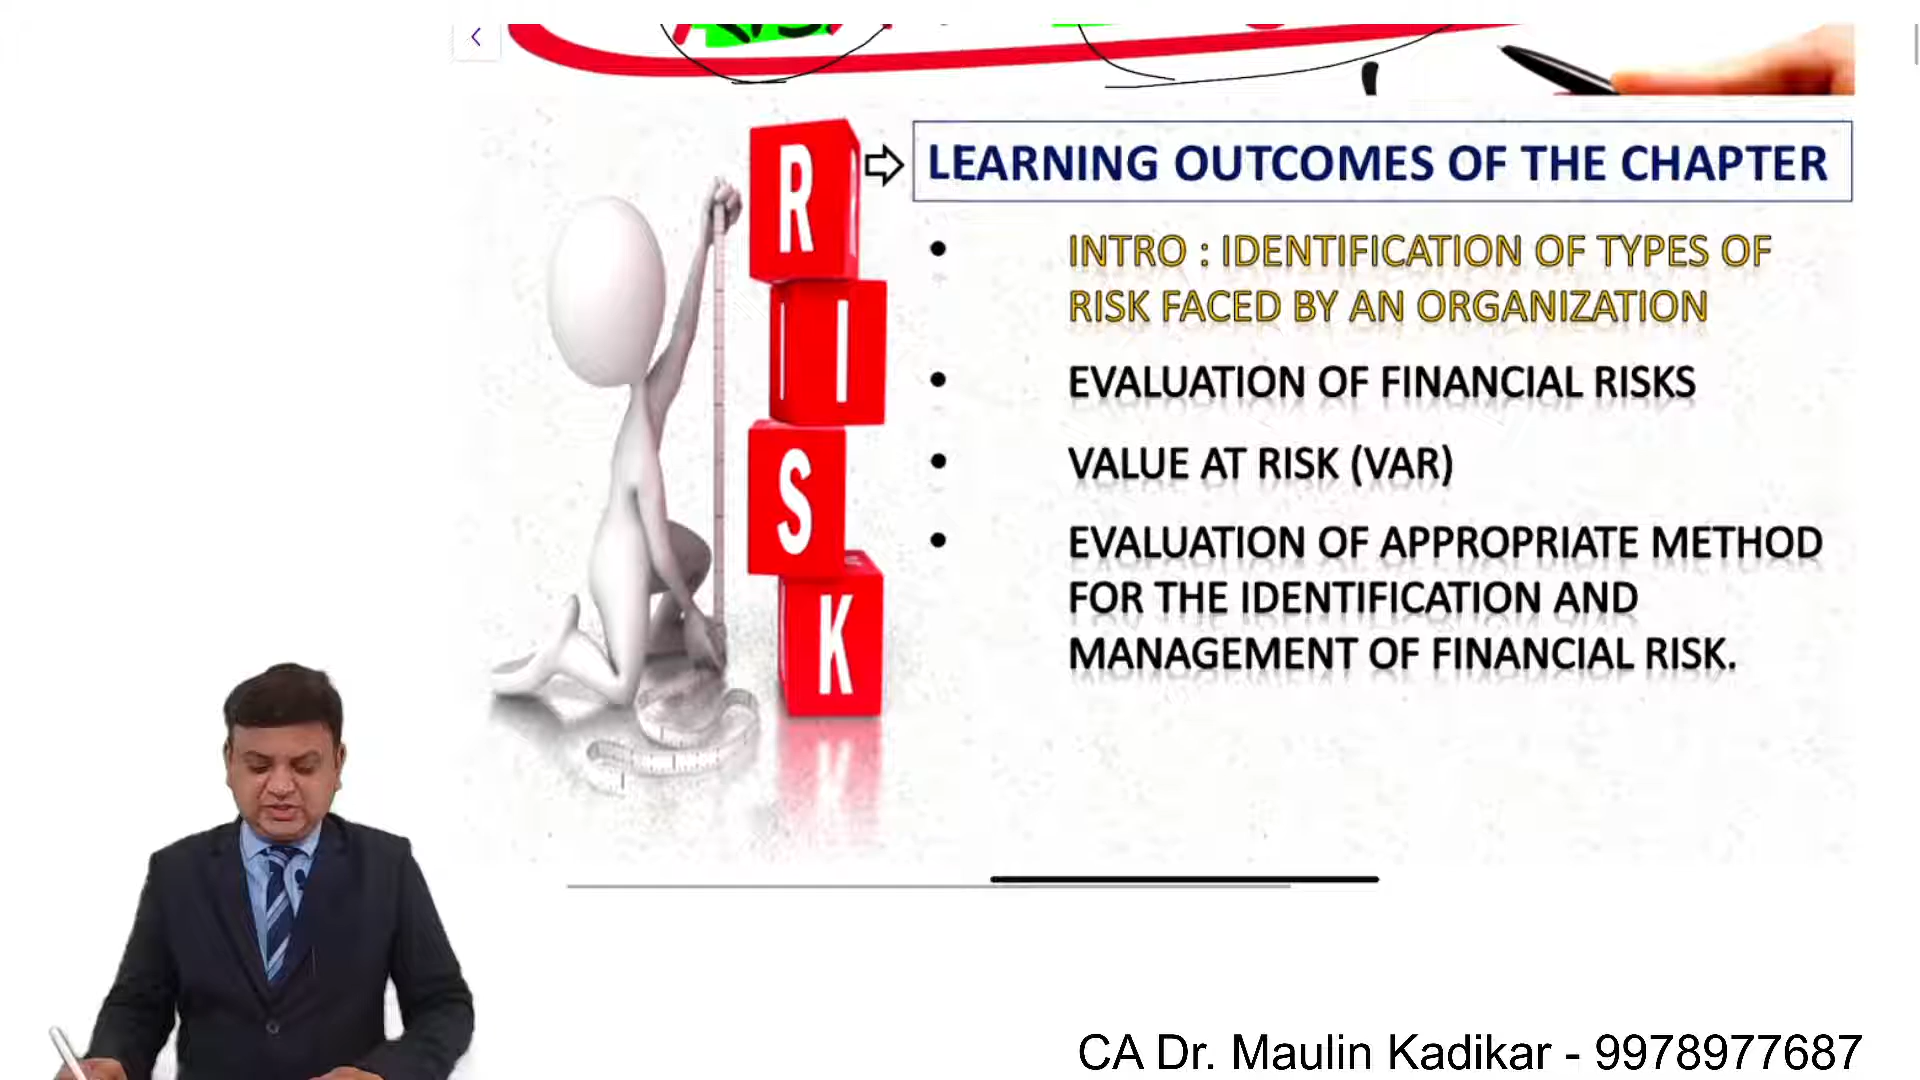 R
I
S
K
LEARNING OUTCOMES OF THE CHAPTER
• INTRO : IDENTIFICATION OF TYPES OF
RISK FACED BY AN ORGANIZATION
• EVALUATION OF FINANCIAL RISKS
• VALUE AT RISK (VAR)
• EVALUATION OF APPROPRIATE METHOD
FOR THE IDENTIFICATION AND
MANAGEMENT OF FINANCIAL RISK.
CA Dr. Maulin Kadikar - 9978977687